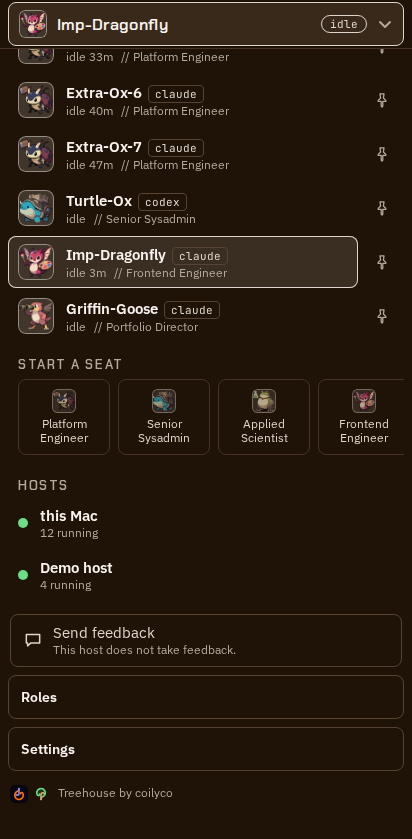 Imp-Dragonfly
idle
idle 33m // Platform Engineer
Extra-Ox-6 claude
idle 40m // Platform Engineer
Extra-Ox-7 claude
idle 47m // Platform Engineer
Turtle-Ox codex
idle // Senior Sysadmin
Imp-Dragonfly claude
idle 3m // Frontend Engineer
Griffin-Goose claude
idle // Portfolio Director
START A SEAT
Platform
Engineer
Senior
Sysadmin
Applied
Scientist
Frontend
Engineer
HOSTS
this Mac
12 running
Demo host
4 running
Send feedback
This host does not take feedback.
Roles
Settings
Treehouse by coilyco